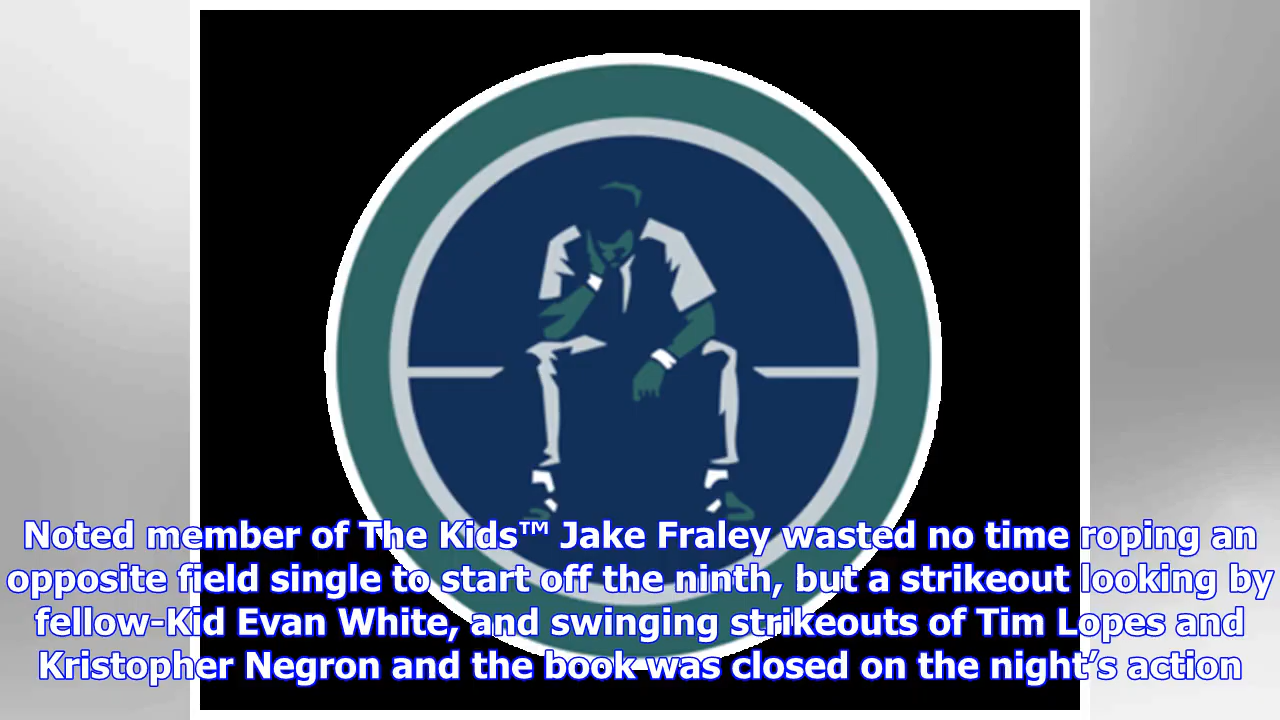 Noted member of The Kids™ Jake Fraley wasted no time roping an
opposite field single to start off the ninth, but a strikeout looking by
fellow-Kid Evan White, and swinging strikeouts of Tim Lopes and
Kristopher Negron and the book was closed on the night’s action